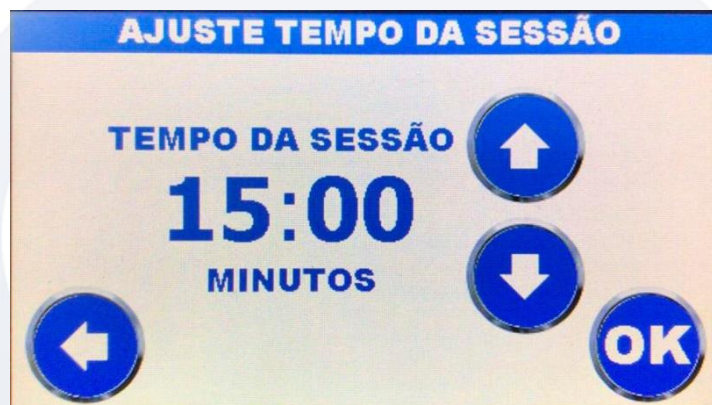 AJUSTE TEMPO DA SESSÃO
TEMPO DA SESSÃO
15:00
MINUTOS
OK